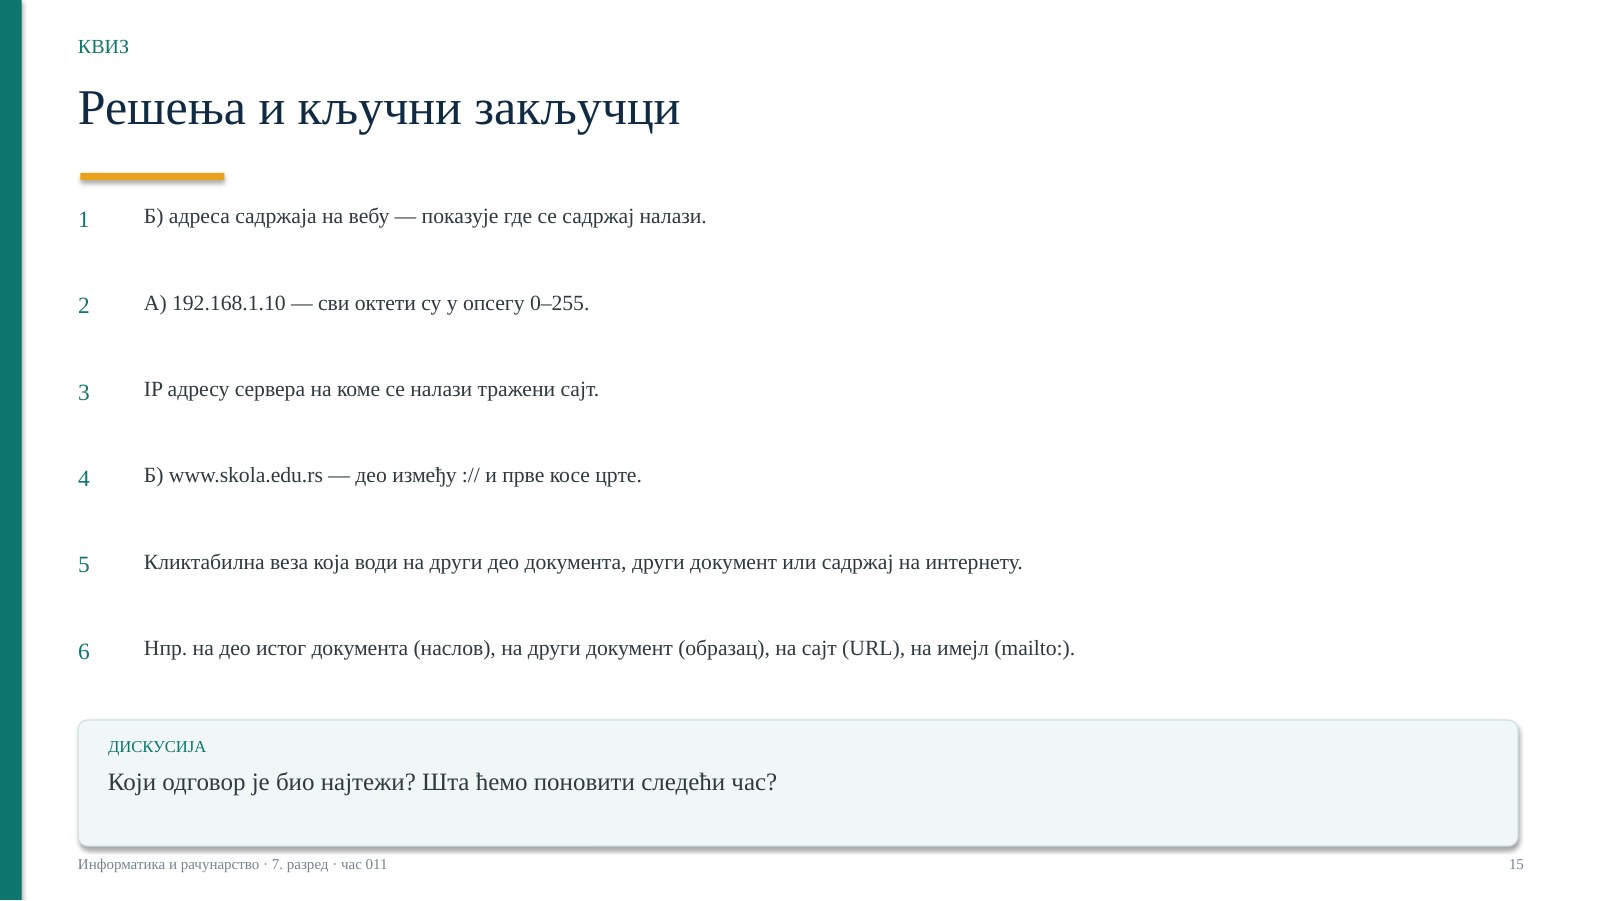 КВИЗ
Решења и кључни закључци
1 Б) адреса садржаја на вебу — показује где се садржај налази.
2 А) 192.168.1.10 — сви октети су у опсегу 0–255.
3 IP адресу сервера на коме се налази тражени сајт.
4 Б) www.skola.edu.rs — део између :// и прве косе црте.
5 Кликтабилна веза која води на други део документа, други документ или садржај на интернету.
6 Нпр. на део истог документа (наслов), на други документ (образац), на сајт (URL), на имејл (mailto:).
ДИСКУСИЈА
Који одговор је био најтежи? Шта ћемо поновити следећи час?
Информатика и рачунарство · 7. разред · час 011
15